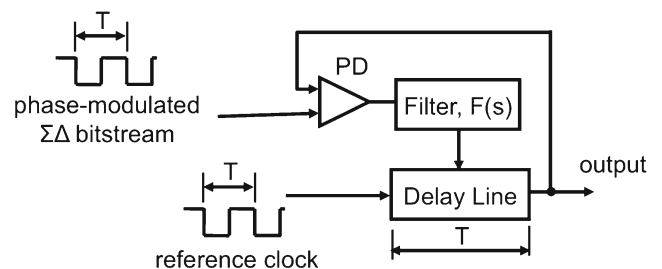 T
PD
phase-modulated
ΣΔ bitstream
Filter, F(s)
T
reference clock
Delay Line
output
T